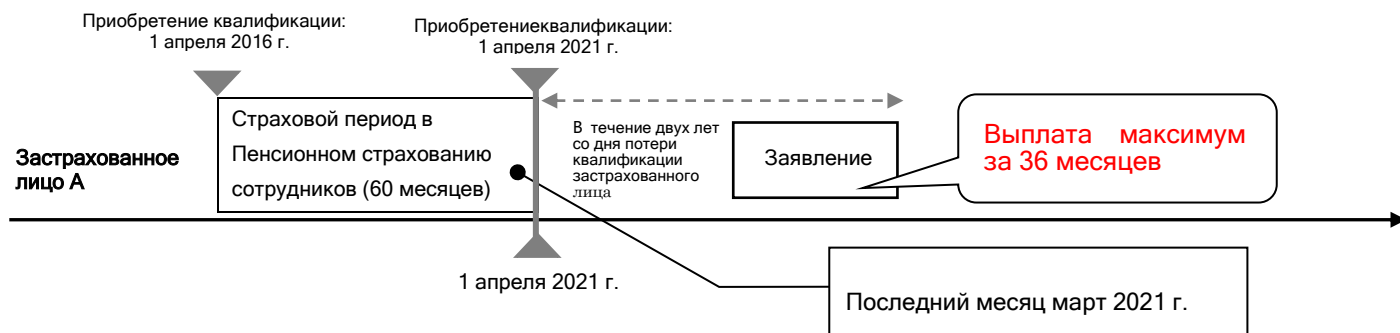 Приобретение квалификации:
1 апреля 2016 г.
Приобретениеквалификации:
1 апреля 2021 г.
Застрахованное
лицо А
Страховой период в
Пенсионном страхованию
сотрудников (60 месяцев)
В течение двух лет
со дня потери
квалификации
застрахованного
лица
Заявление
Выплата максимум
за 36 месяцев
1 апреля 2021 г.
Последний месяц март 2021 г.